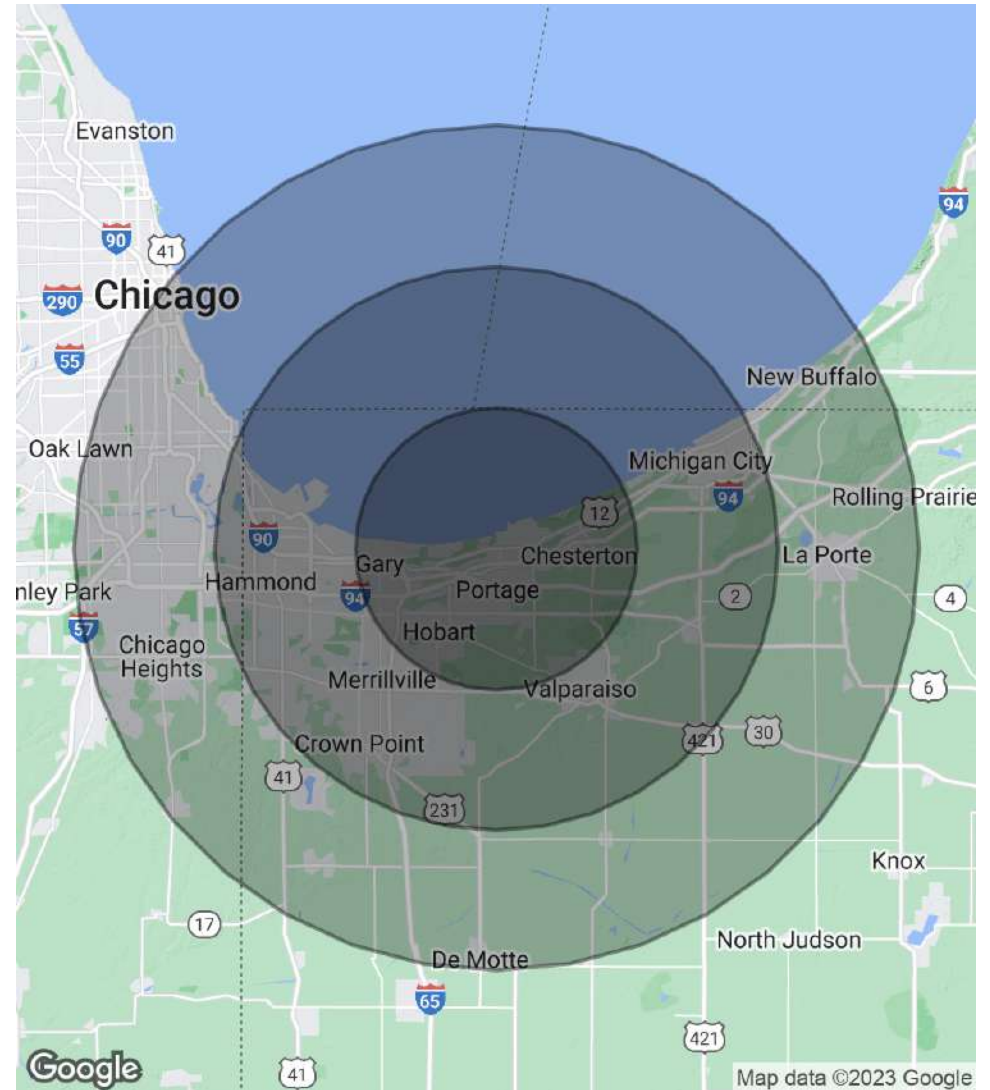 Evanston
94
90
41
Chicago
290
55
New Buffalo
Oak Lawn
Michigan City
94
Rolling Prairie
12
90
Gary
Chesterton
La Porte
Hammond
nley Park
94
Portage
2
4
57
Hobart
Chicago
Heights
Merrillville
Valparaiso
6
Crown Point
421
30
41
231
Knox
17
North Judson
De Motte
65
421
Google
41
Map data ©2023 Google